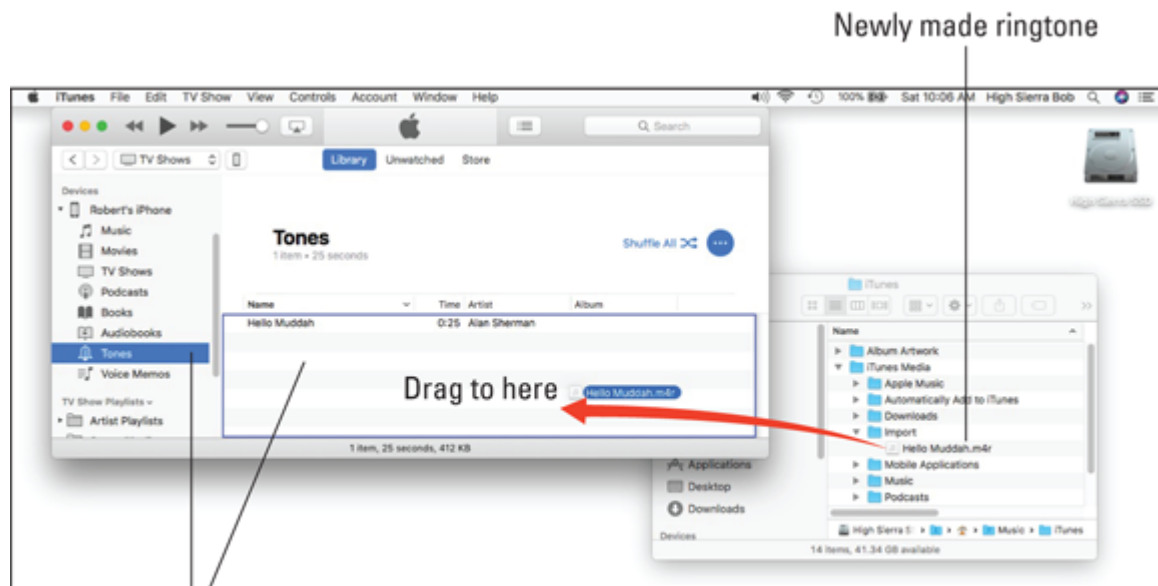 Newly made ringtone
iTunes File Edit TV Show View Controls Account Window Help 100% Sat 10:06 AM High Sierra Bob
Search
TV Shows Library Unwatched Store
High Sierra SSD
Devices
Robert's iPhone
Music
Movies
TV Shows
Podcasts
Books
Audiobooks
Tones
Voice Memos
TV Show Playlists
Artist Playlists
Tones
1 item • 25 seconds
Shuffle All
Name Time Artist Album
Hello Muddah 0:25 Alan Sherman
Drag to here
Hello Muddah.m4r
1 item, 25 seconds, 412 KB
iTunes
Name
Album Artwork
iTunes Media
Apple Music
Automatically Add to iTunes
Downloads
Import
Hello Muddah.m4r
Mobile Applications
Music
Podcasts
Applications
Desktop
Downloads
Devices
High Sierra S Music iTunes
14 items, 41.34 GB available